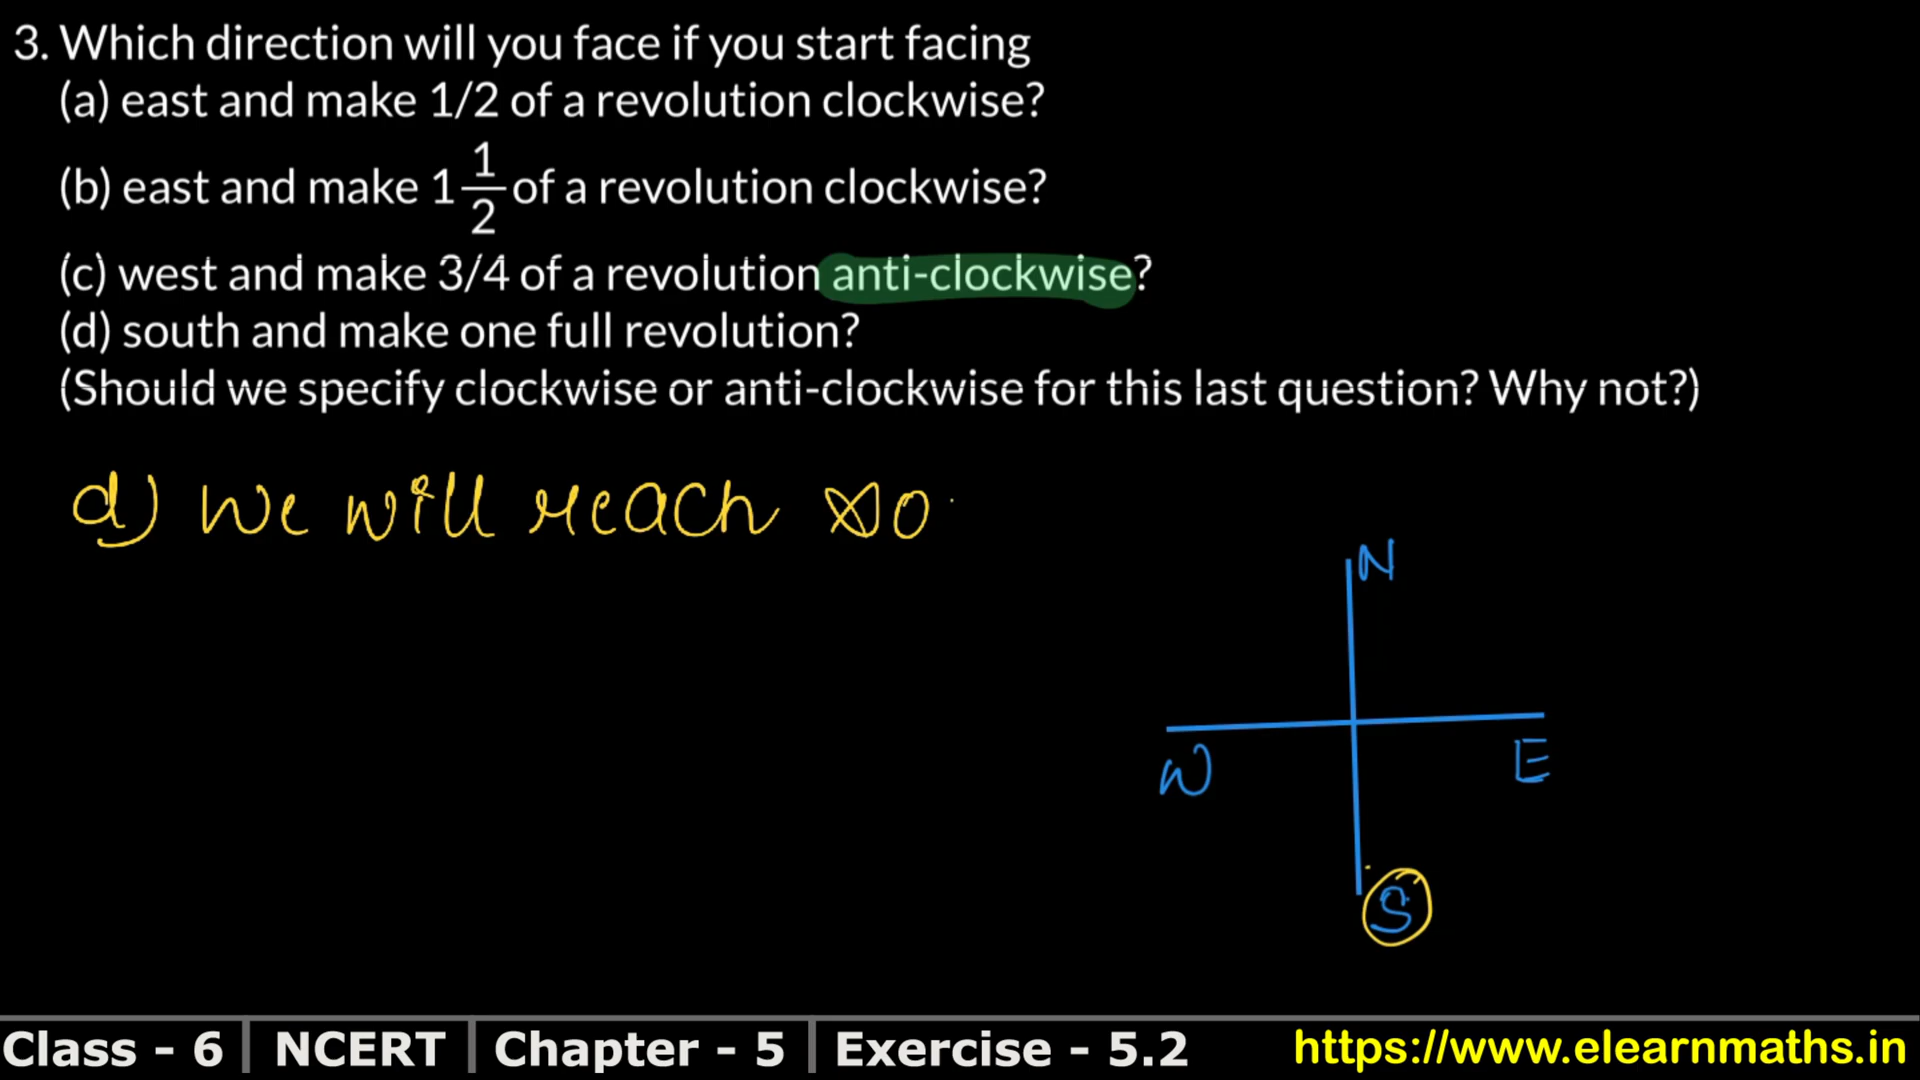 3. Which direction will you face if you start facing
(a) east and make 1/2 of a revolution clockwise?
(b) east and make 1 1/2 of a revolution clockwise?
(c) west and make 3/4 of a revolution anti-clockwise?
(d) south and make one full revolution?
(Should we specify clockwise or anti-clockwise for this last question? Why not?)
d) We will reach so
N
W E
S
Class - 6 | NCERT | Chapter - 5 | Exercise - 5.2 https://www.elearnmaths.in